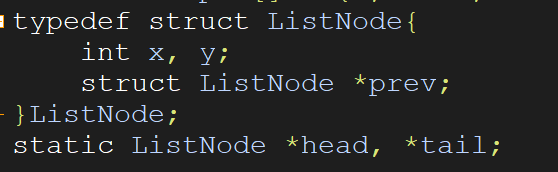 typedef struct ListNode{
    int x, y;
    struct ListNode *prev;
}ListNode;
static ListNode *head, *tail;